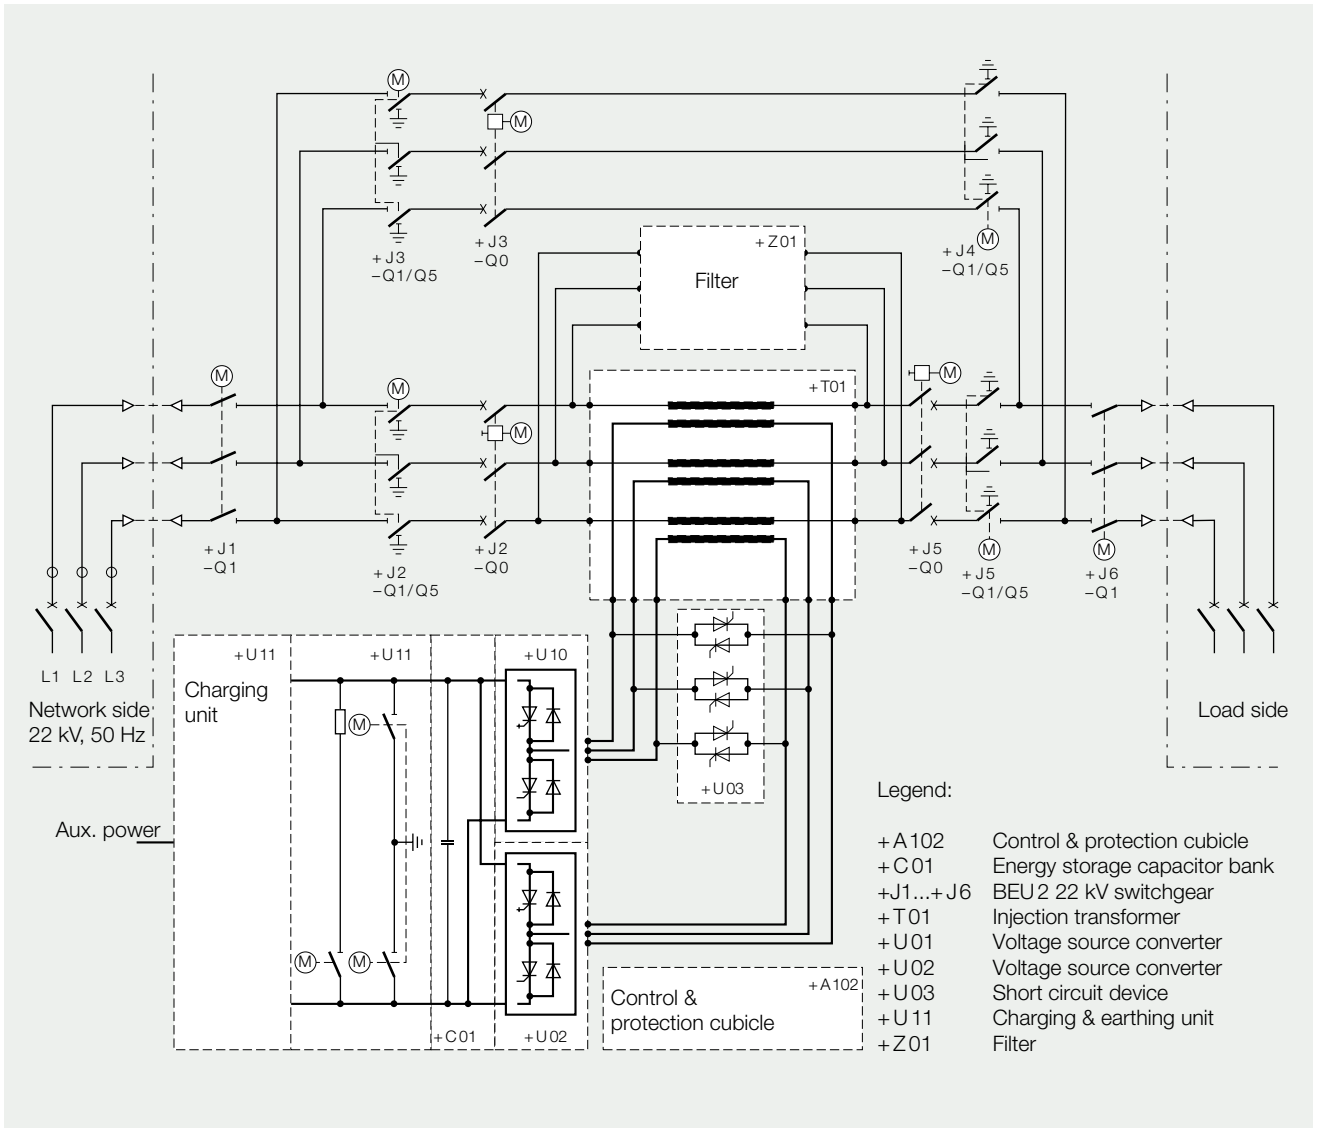 M
M
+J3
-Q1/Q5
+J3
-Q0
+J4
M
-Q1/Q5
+Z01
Filter
M
M
M
+T01
M
M
+J1
-Q1
+J2
-Q1/Q5
+J2
-Q0
+J5
-Q0
M
+J5
-Q1/Q5
M
+J6
-Q1
L1 L2 L3
Network side
22 kV, 50 Hz
Load side
Aux. power
+U11
Charging
unit
+U11
M
M
M
+C01
+U10
+U02
+U03
Control &
protection cubicle
+A102
Legend:
+A102 Control & protection cubicle
+C01 Energy storage capacitor bank
+J1...+J6 BEU2 22 kV switchgear
+T01 Injection transformer
+U01 Voltage source converter
+U02 Voltage source converter
+U03 Short circuit device
+U11 Charging & earthing unit
+Z01 Filter